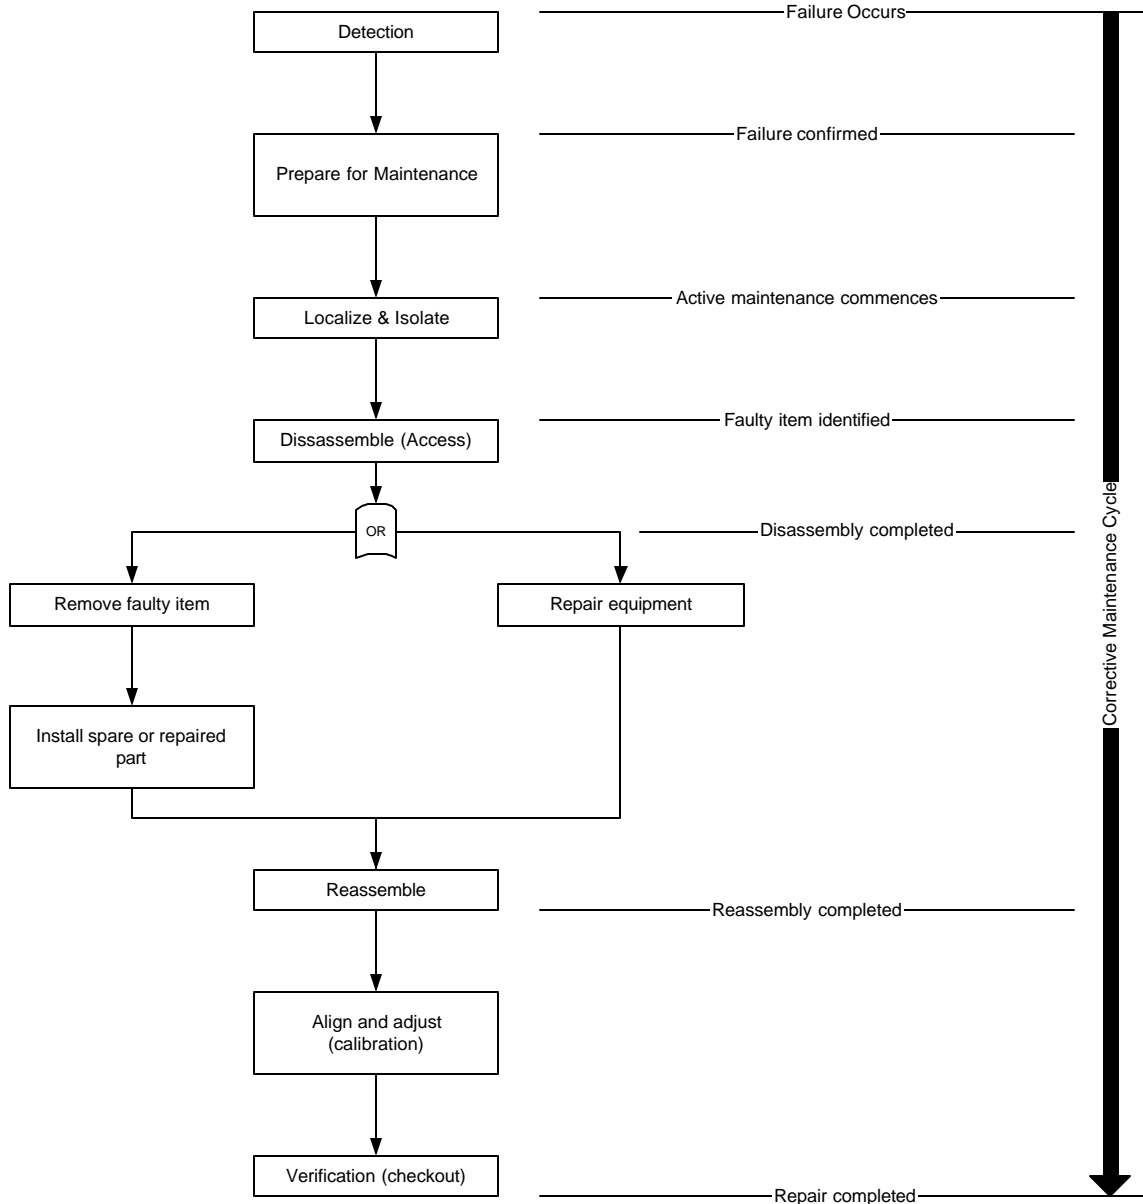 Failure Occurs
Detection
Failure confirmed
Prepare for Maintenance
Active maintenance commences
Localize & Isolate
Faulty item identified
Dissassemble (Access)
OR
Disassembly completed
Remove faulty item
Repair equipment
Corrective Maintenance Cycle
Install spare or repaired
part
Reassemble
Reassembly completed
Align and adjust
(calibration)
Verification (checkout)
Repair completed